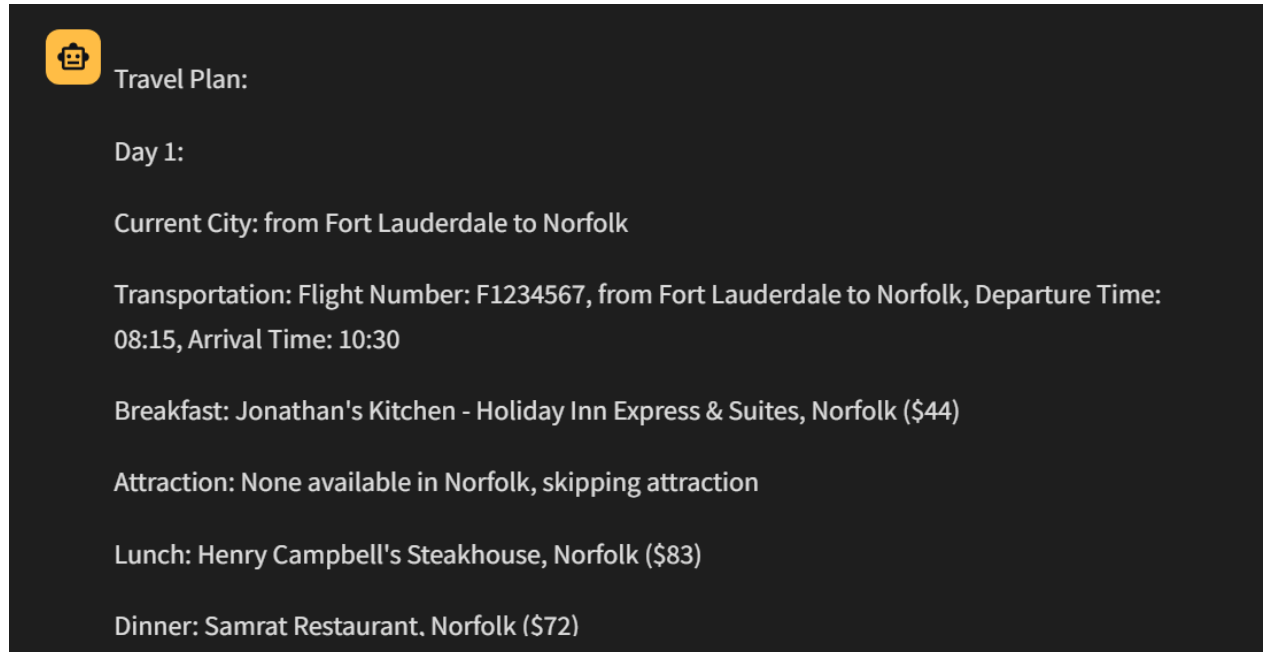 Travel Plan:
Day 1:
Current City: from Fort Lauderdale to Norfolk
Transportation: Flight Number: F1234567, from Fort Lauderdale to Norfolk, Departure Time:
08:15, Arrival Time: 10:30
Breakfast: Jonathan's Kitchen - Holiday Inn Express & Suites, Norfolk ($44)
Attraction: None available in Norfolk, skipping attraction
Lunch: Henry Campbell's Steakhouse, Norfolk ($83)
Dinner: Samrat Restaurant, Norfolk ($72)